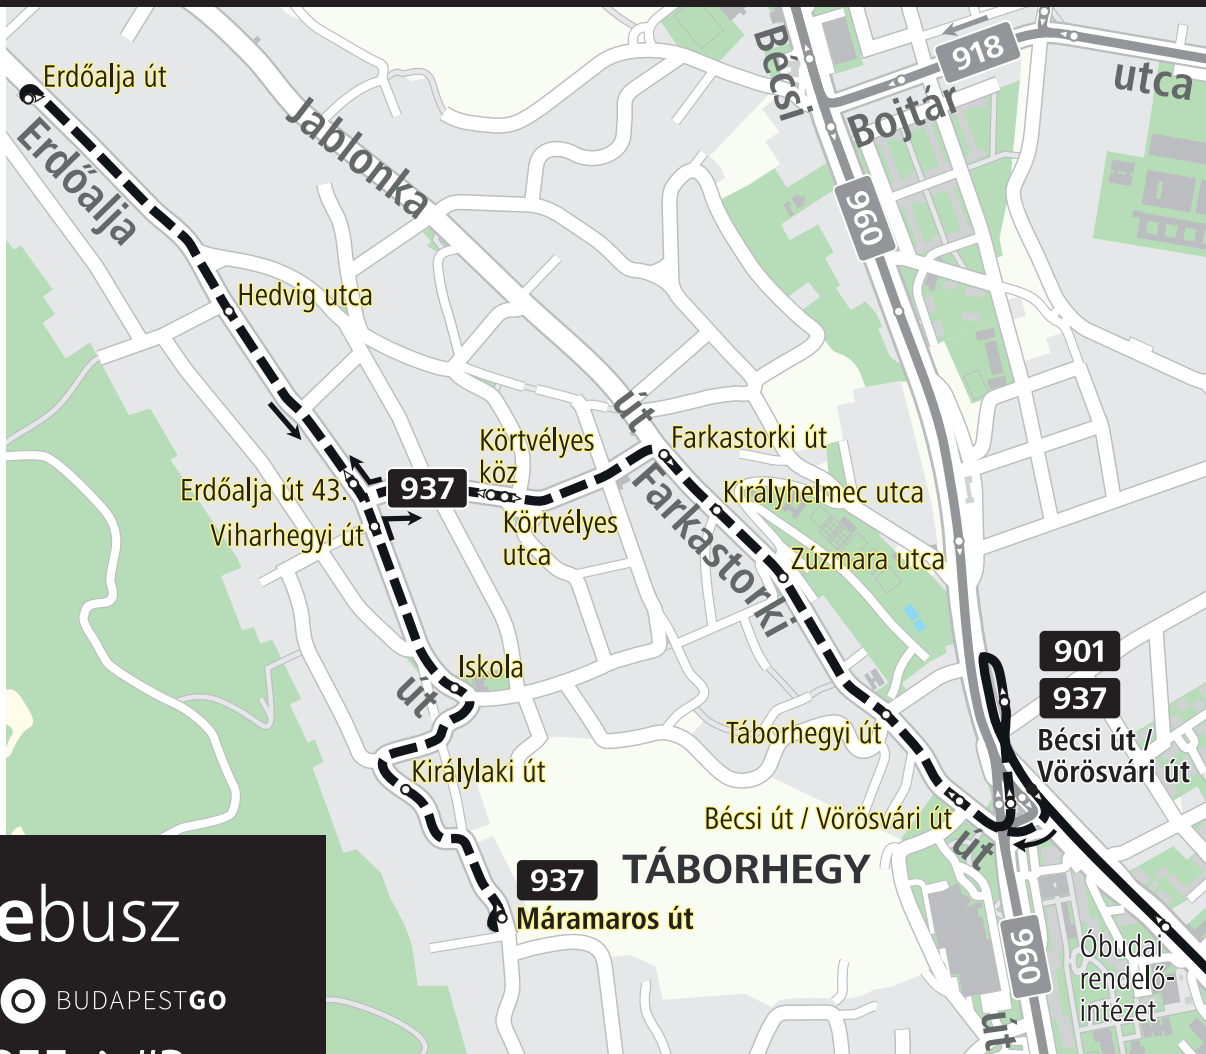 Erdőalja út
Erdőalja
Jablonka
Bécsi
918
Bojtár
utca
960
Hedvig utca
út
Körtvélyes
köz
Farkastorki út
Erdőalja út 43.
937
Királyhelmec utca
Viharhegyi út
Körtvélyes
utca
Farkastorki
Zúzmara utca
Iskola
út
901
937
Bécsi út /
Vörösvári út
Táborhegyi út
Királylaki út
Bécsi út / Vörösvári út
út
TÁBORHEGY
937
Máramaros út
960
Óbudai
rendelő-
intézet
út
ebusz
BUDAPESTGO